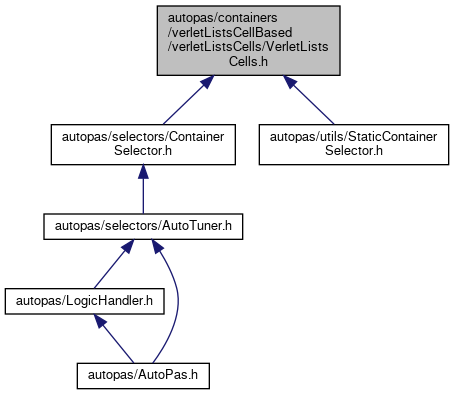 autopas/containers
/verletListsCellBased
/verletListsCells/VerletLists
Cells.h
autopas/selectors/Container
Selector.h
autopas/utils/StaticContainer
Selector.h
autopas/selectors/AutoTuner.h
autopas/LogicHandler.h
autopas/AutoPas.h